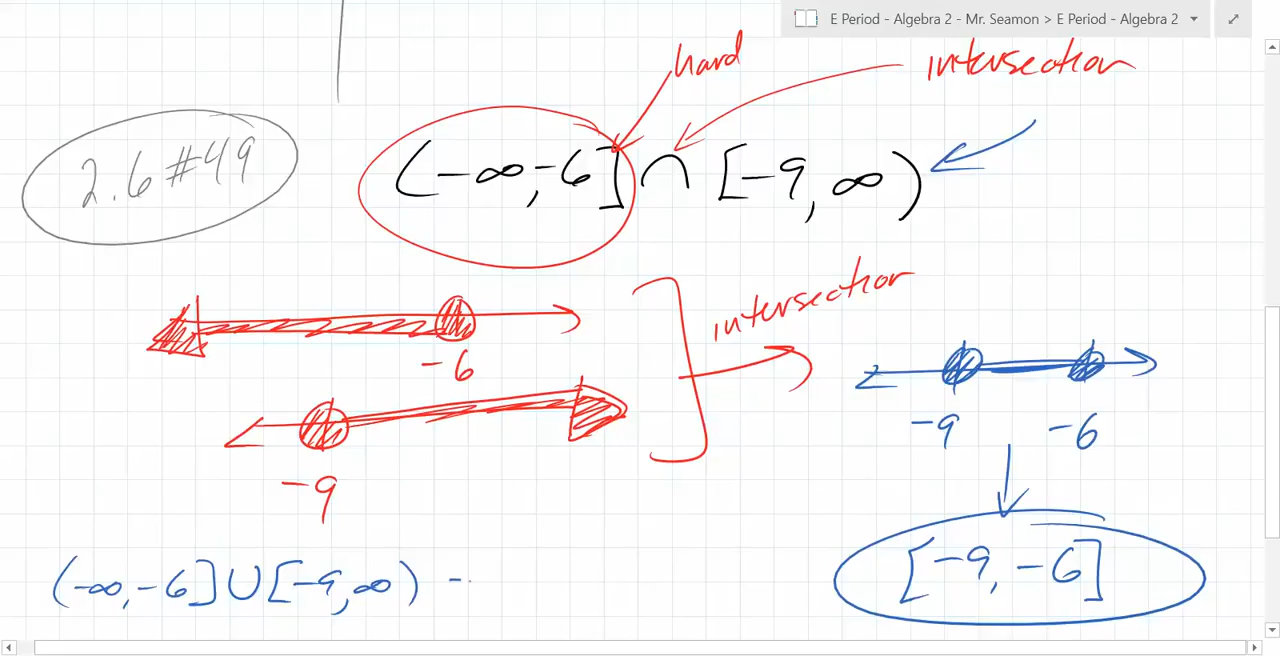 E Period - Algebra 2 - Mr. Seamon > E Period - Algebra 2
hard
intersection
2.6 #49
(-∞, -6] ∩ [-9, ∞)
intersection
-6
-9 -6
-9
[-9, -6]
(-∞, -6] ∪ [-9, ∞) -